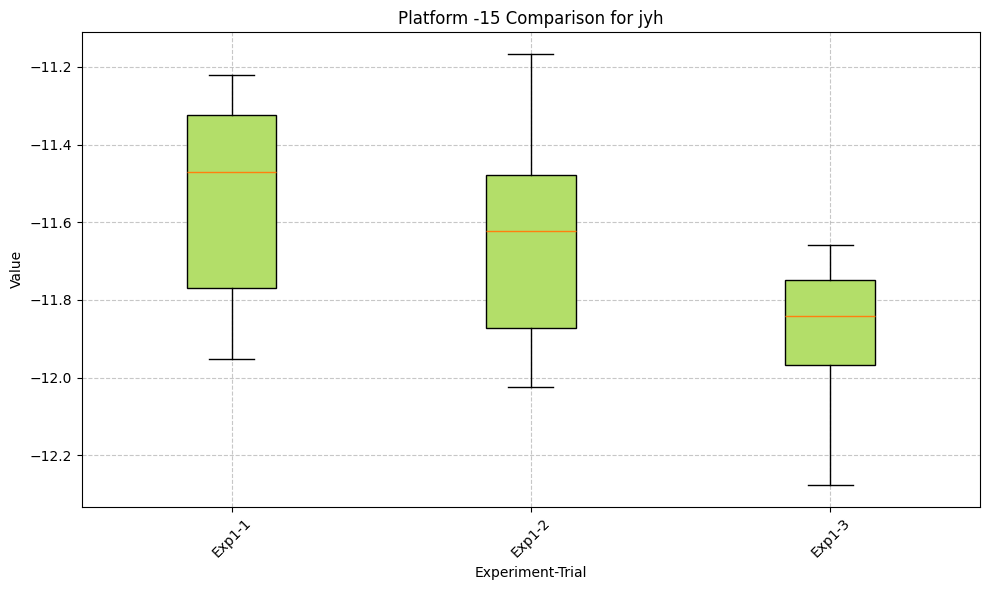 Platform -15 Comparison for jyh
Value
−11.2
−11.4
−11.6
−11.8
−12.0
−12.2
Exp1-1
Exp1-2
Exp1-3
Experiment-Trial